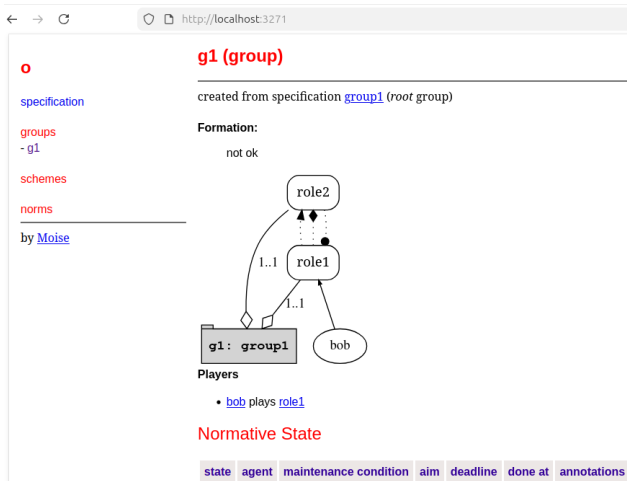 http://localhost:3271
o
specification
groups
- g1
schemes
norms
by Moise
g1 (group)
created from specification group1 (root group)
Formation:
not ok
role2
1..1
role1
1..1
g1: group1
bob
Players
• bob plays role1
Normative State
state agent maintenance condition aim deadline done at annotations